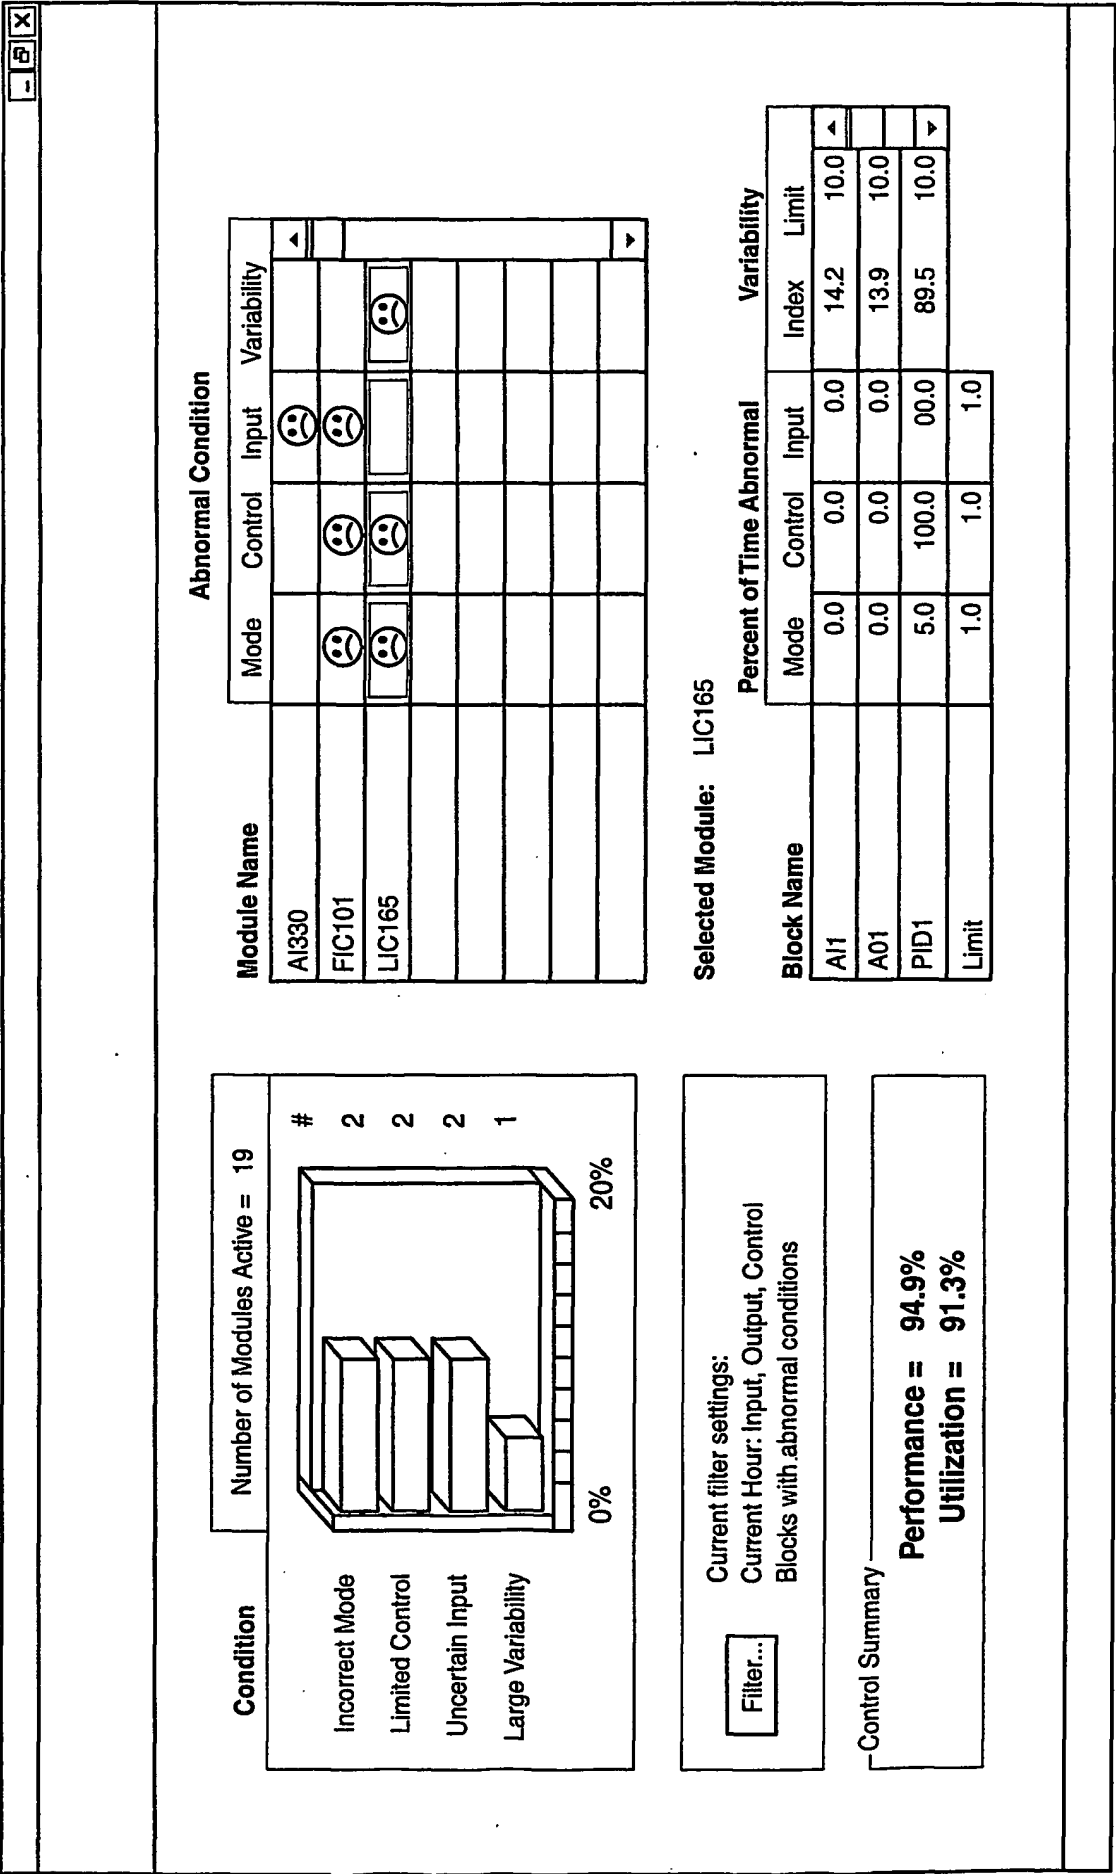 Condition
Number of Modules Active = 19
#
Incorrect Mode 2
Limited Control 2
Uncertain Input 2
Large Variability 1
0% 20%
Filter...
Current filter settings:
Current Hour: Input, Output, Control
Blocks with abnormal conditions
Control Summary
Performance = 94.9%
Utilization = 91.3%
Abnormal Condition
Module Name Mode Control Input Variability
AI330
FIC101
LIC165
Selected Module: LIC165
Percent of Time Abnormal Variability
Block Name Mode Control Input Index Limit
AI1 0.0 0.0 0.0 14.2 10.0
A01 0.0 0.0 0.0 13.9 10.0
PID1 5.0 100.0 00.0 89.5 10.0
Limit 1.0 1.0 1.0